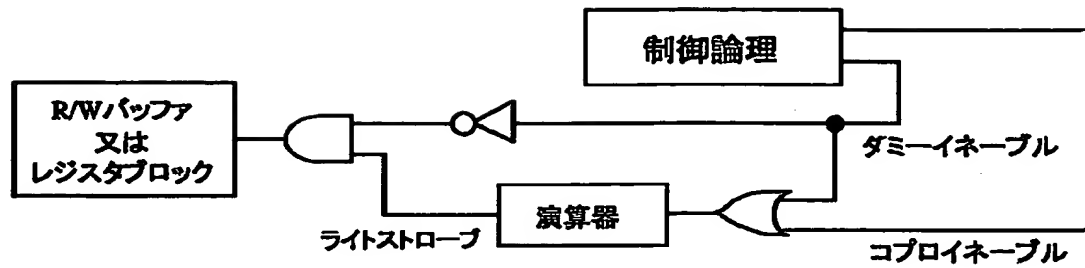 制御論理
R/Wバッファ
又は
レジスタブロック
ダミーイネーブル
演算器
ライトストローブ
コプロイネーブル